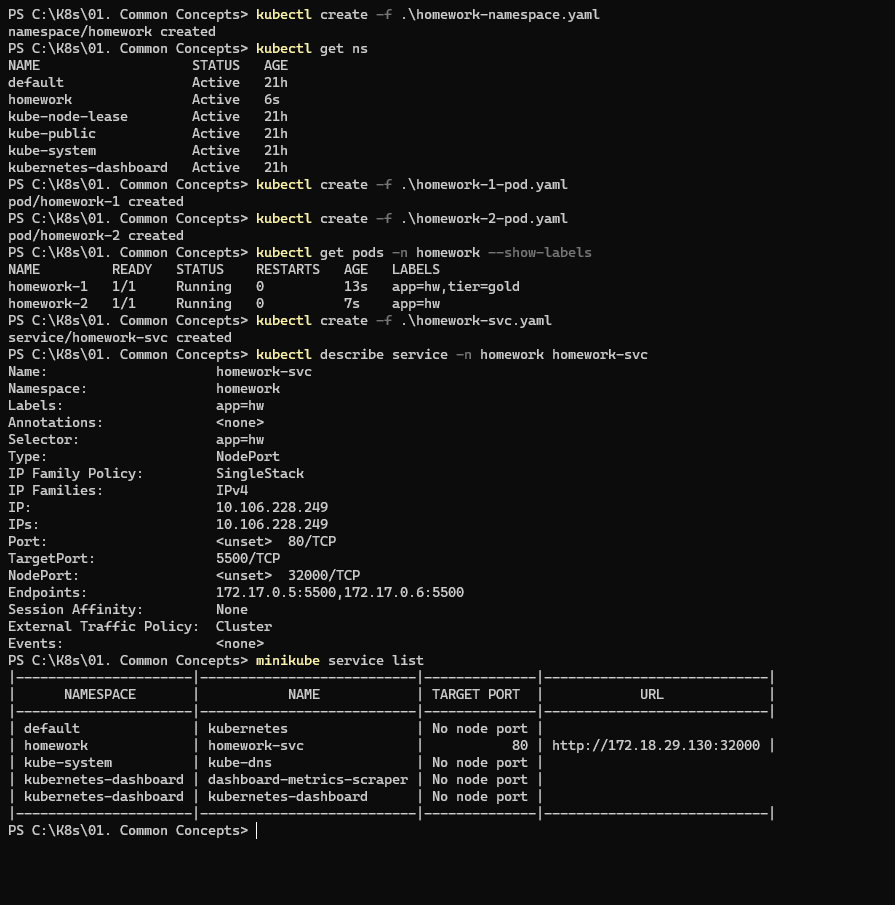 PS C:\K8s\01. Common Concepts> kubectl create -f .\homework-namespace.yaml
namespace/homework created
PS C:\K8s\01. Common Concepts> kubectl get ns
NAME                   STATUS   AGE
default                Active   21h
homework               Active   6s
kube-node-lease        Active   21h
kube-public            Active   21h
kube-system            Active   21h
kubernetes-dashboard   Active   21h
PS C:\K8s\01. Common Concepts> kubectl create -f .\homework-1-pod.yaml
pod/homework-1 created
PS C:\K8s\01. Common Concepts> kubectl create -f .\homework-2-pod.yaml
pod/homework-2 created
PS C:\K8s\01. Common Concepts> kubectl get pods -n homework --show-labels
NAME         READY   STATUS    RESTARTS   AGE   LABELS
homework-1   1/1     Running   0          13s   app=hw,tier=gold
homework-2   1/1     Running   0          7s    app=hw
PS C:\K8s\01. Common Concepts> kubectl create -f .\homework-svc.yaml
service/homework-svc created
PS C:\K8s\01. Common Concepts> kubectl describe service -n homework homework-svc
Name:                     homework-svc
Namespace:                homework
Labels:                   app=hw
Annotations:              <none>
Selector:                 app=hw
Type:                     NodePort
IP Family Policy:         SingleStack
IP Families:              IPv4
IP:                       10.106.228.249
IPs:                      10.106.228.249
Port:                     <unset>  80/TCP
TargetPort:               5500/TCP
NodePort:                 <unset>  32000/TCP
Endpoints:                172.17.0.5:5500,172.17.0.6:5500
Session Affinity:         None
External Traffic Policy:  Cluster
Events:                   <none>
PS C:\K8s\01. Common Concepts> minikube service list
|----------------------|---------------------------|--------------|----------------------------|
|      NAMESPACE       |           NAME            | TARGET PORT  |            URL             |
|----------------------|---------------------------|--------------|----------------------------|
| default              | kubernetes                | No node port |
| homework             | homework-svc              |           80 | http://172.18.29.130:32000 |
| kube-system          | kube-dns                  | No node port |
| kubernetes-dashboard | dashboard-metrics-scraper | No node port |
| kubernetes-dashboard | kubernetes-dashboard      | No node port |
|----------------------|---------------------------|--------------|----------------------------|
PS C:\K8s\01. Common Concepts>